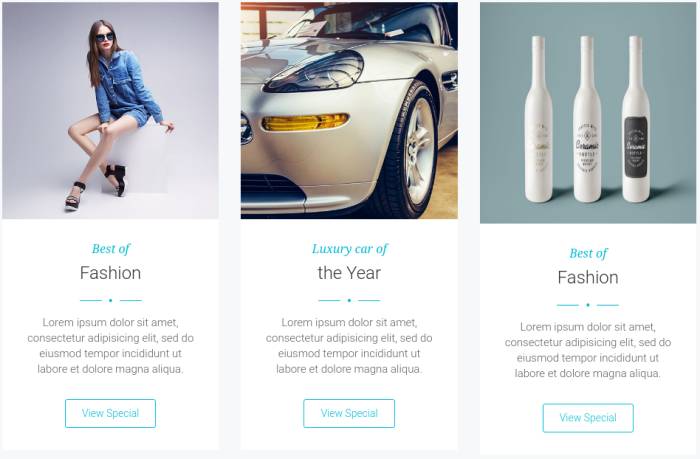 Best of
Fashion
Lorem ipsum dolor sit amet,
consectetur adipisicing elit, sed do
eiusmod tempor incididunt ut
labore et dolore magna aliqua.
View Special
Luxury car of
the Year
Lorem ipsum dolor sit amet,
consectetur adipisicing elit, sed do
eiusmod tempor incididunt ut
labore et dolore magna aliqua.
View Special
Ceramic
Ceramic
Ceramic
Best of
Fashion
Lorem ipsum dolor sit amet,
consectetur adipisicing elit, sed do
eiusmod tempor incididunt ut
labore et dolore magna aliqua.
View Special